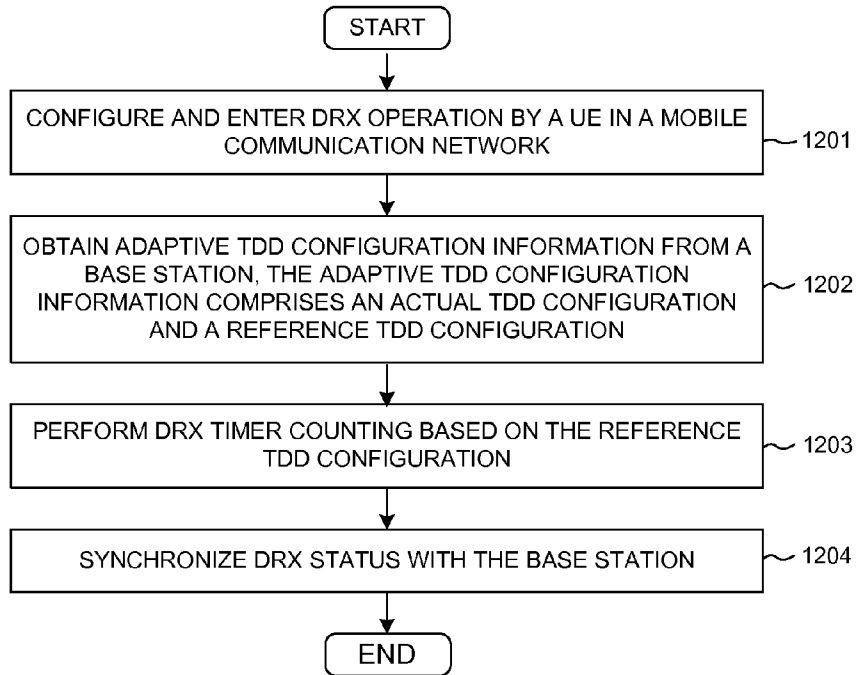 START
CONFIGURE AND ENTER DRX OPERATION BY A UE IN A MOBILE
COMMUNICATION NETWORK
1201
OBTAIN ADAPTIVE TDD CONFIGURATION INFORMATION FROM A
BASE STATION, THE ADAPTIVE TDD CONFIGURATION
INFORMATION COMPRISES AN ACTUAL TDD CONFIGURATION
AND A REFERENCE TDD CONFIGURATION
1202
PERFORM DRX TIMER COUNTING BASED ON THE REFERENCE
TDD CONFIGURATION
1203
SYNCHRONIZE DRX STATUS WITH THE BASE STATION
1204
END